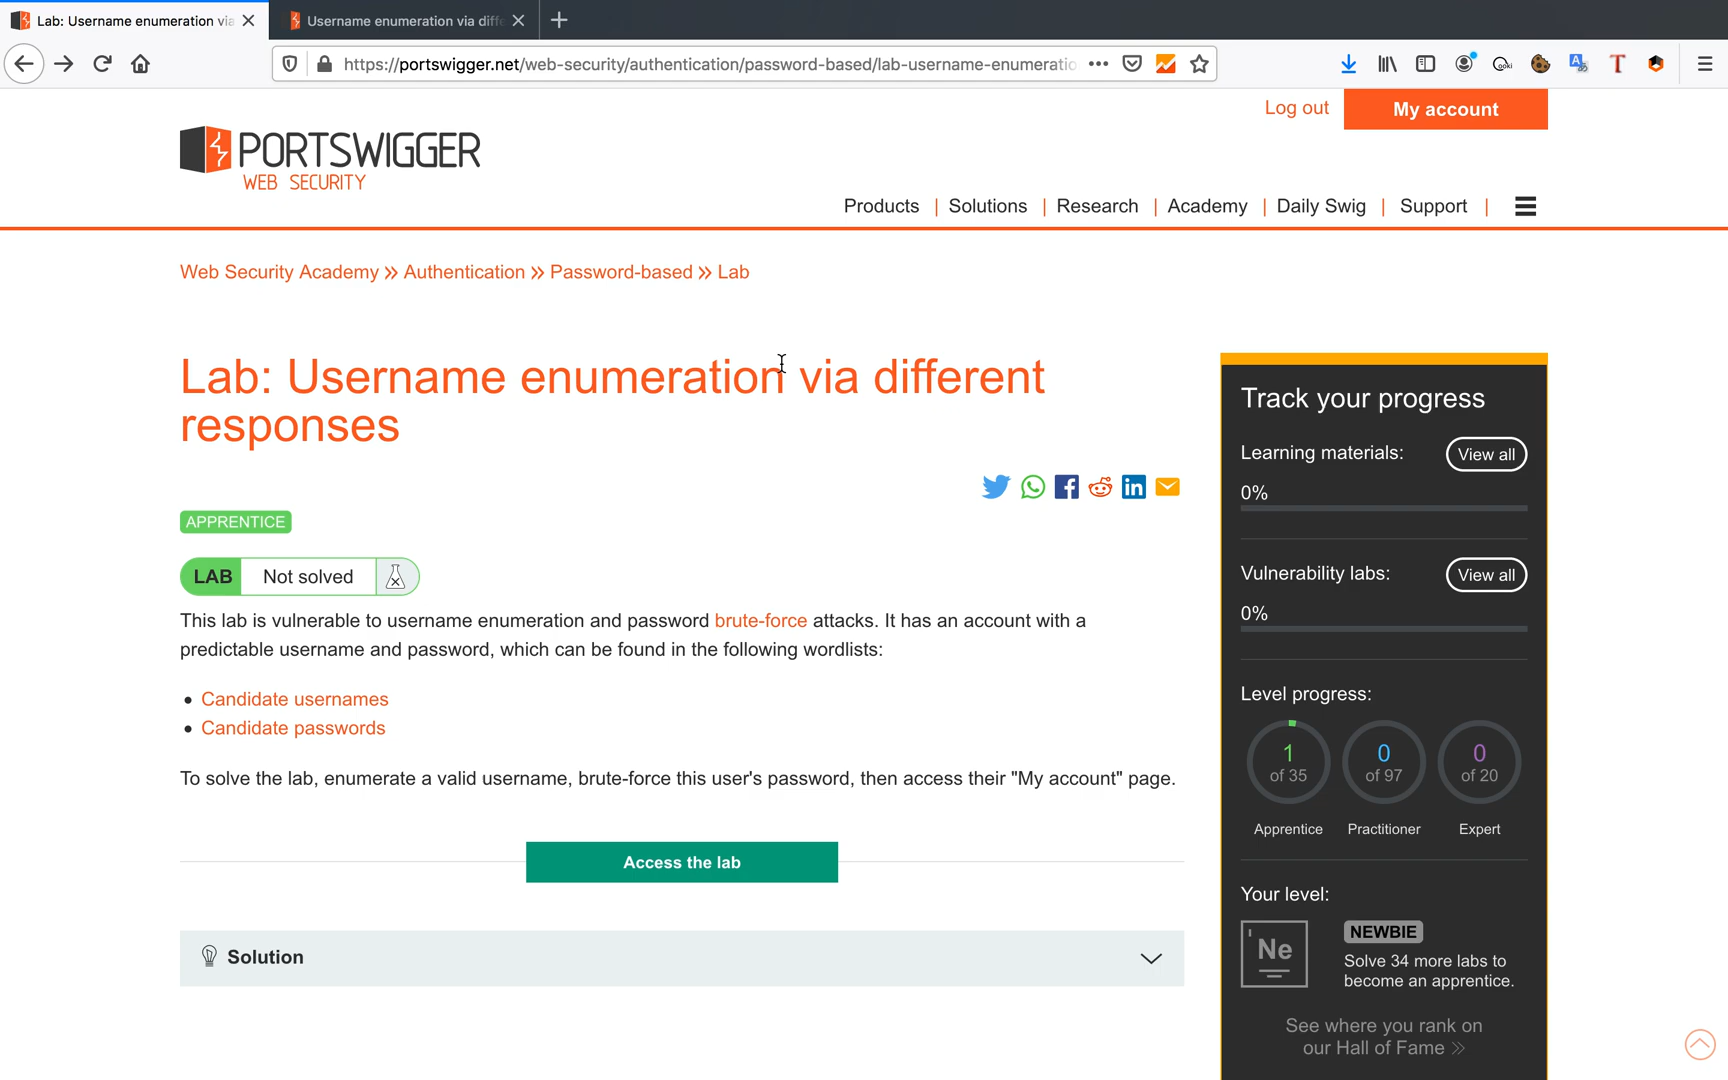 Lab: Username enumeration via
Username enumeration via diffe
https://portswigger.net/web-security/authentication/password-based/lab-username-enumeratio
Log out
My account
PORTSWIGGER
WEB SECURITY
Products | Solutions | Research | Academy | Daily Swig | Support |
Web Security Academy » Authentication » Password-based » Lab
Lab: Username enumeration via different
responses
APPRENTICE
LAB Not solved
This lab is vulnerable to username enumeration and password brute-force attacks. It has an account with a
predictable username and password, which can be found in the following wordlists:
• Candidate usernames
• Candidate passwords
To solve the lab, enumerate a valid username, brute-force this user's password, then access their "My account" page.
Access the lab
Solution
Track your progress
Learning materials: View all
0%
Vulnerability labs: View all
0%
Level progress:
1 0 0
of 35 of 97 of 20
Apprentice Practitioner Expert
Your level:
Ne
NEWBIE
Solve 34 more labs to
become an apprentice.
See where you rank on
our Hall of Fame »